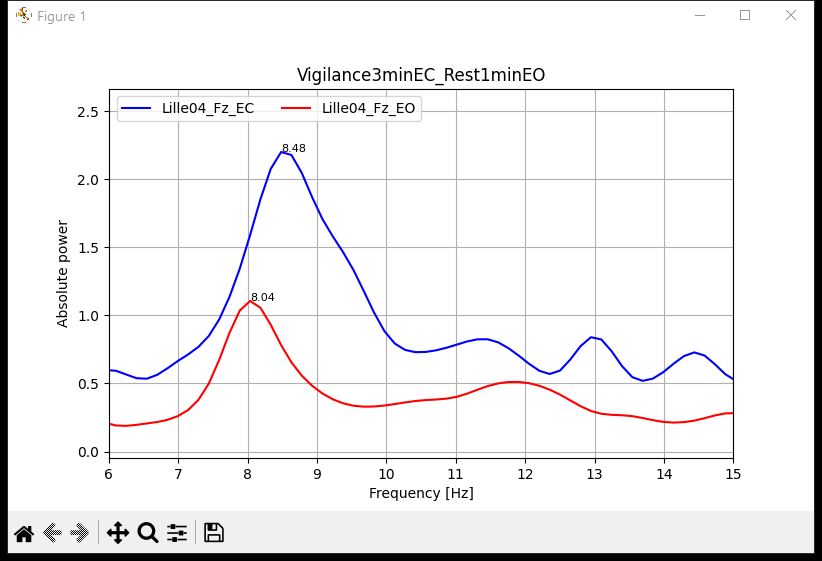 Figure 1
Vigilance3minEC_Rest1minEO
Lille04_Fz_EC Lille04_Fz_EO
2.5
8.48
2.0
1.5
8.04
1.0
0.5
0.0
Absolute power
6 7 8 9 10 11 12 13 14 15
Frequency [Hz]